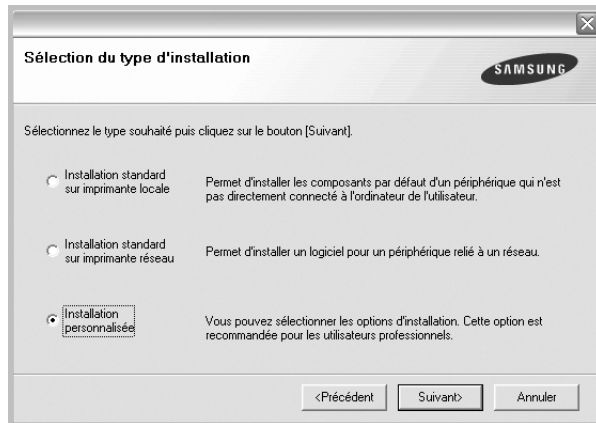 Sélection du type d'installation
SAMSUNG
Sélectionnez le type souhaité puis cliquez sur le bouton [Suivant].
Installation standard
sur imprimante locale
Permet d'installer les composants par défaut d'un périphérique qui n'est
pas directement connecté à l'ordinateur de l'utilisateur.
Installation standard
sur imprimante réseau
Permet d'installer un logiciel pour un périphérique relié à un réseau.
Installation
personnalisée
Vous pouvez sélectionner les options d'installation. Cette option est
recommandée pour les utilisateurs professionnels.
<Précédent
Suivant>
Annuler